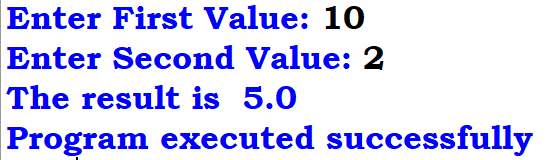 Enter First Value: 10
Enter Second Value: 2
The result is  5.0
Program executed successfully